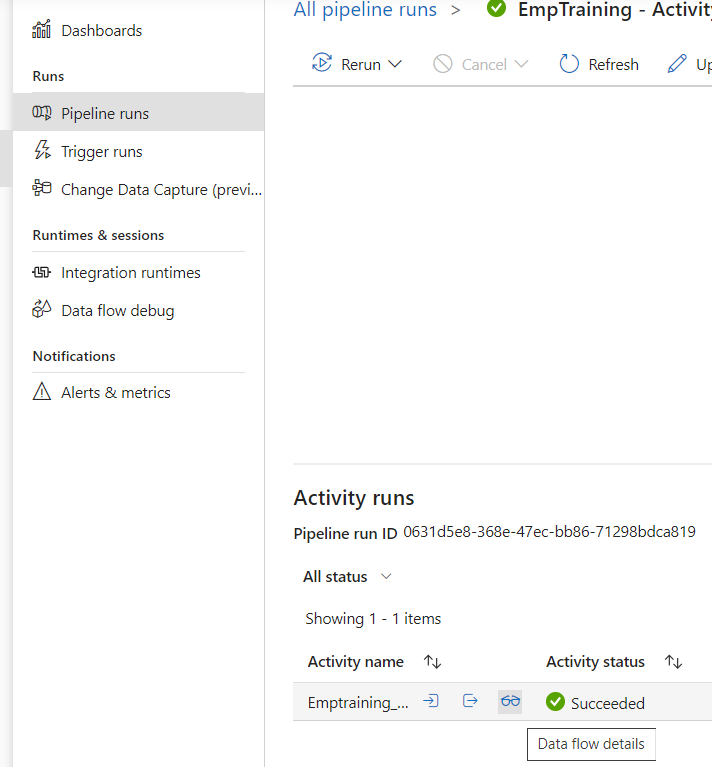 All pipeline runs > EmpTraining - Activity
Dashboards
Rerun Cancel Refresh Up
Runs
Pipeline runs
Trigger runs
Change Data Capture (previ...
Runtimes & sessions
Integration runtimes
Data flow debug
Notifications
Alerts & metrics
Activity runs
Pipeline run ID 0631d5e8-368e-47ec-bb86-71298bdca819
All status
Showing 1 - 1 items
Activity name Activity status
Emptraining_... Succeeded
Data flow details